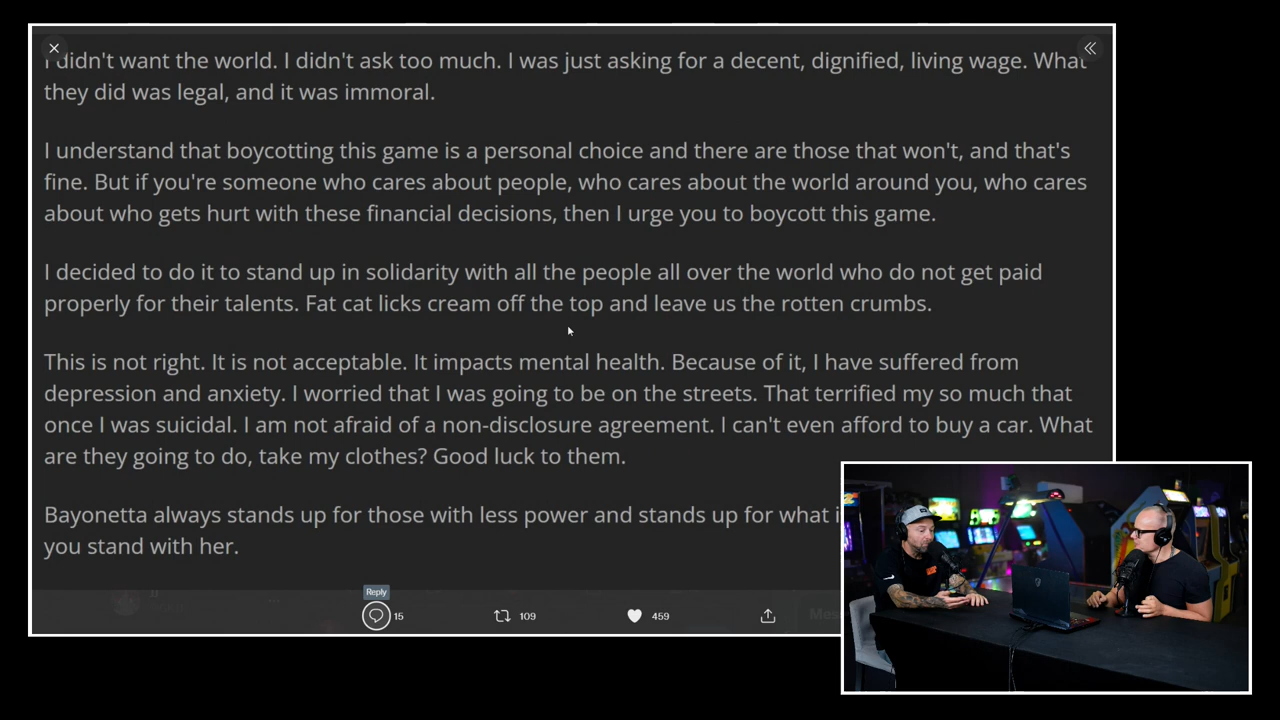 I didn't want the world. I didn't ask too much. I was just asking for a decent, dignified, living wage. What
they did was legal, and it was immoral.
I understand that boycotting this game is a personal choice and there are those that won't, and that's
fine. But if you're someone who cares about people, who cares about the world around you, who cares
about who gets hurt with these financial decisions, then I urge you to boycott this game.
I decided to do it to stand up in solidarity with all the people all over the world who do not get paid
properly for their talents. Fat cat licks cream off the top and leave us the rotten crumbs.
This is not right. It is not acceptable. It impacts mental health. Because of it, I have suffered from
depression and anxiety. I worried that I was going to be on the streets. That terrified my so much that
once I was suicidal. I am not afraid of a non-disclosure agreement. I can't even afford to buy a car. What
are they going to do, take my clothes? Good luck to them.
Bayonetta always stands up for those with less power and stands up for what i
you stand with her.
Reply
15
109
459